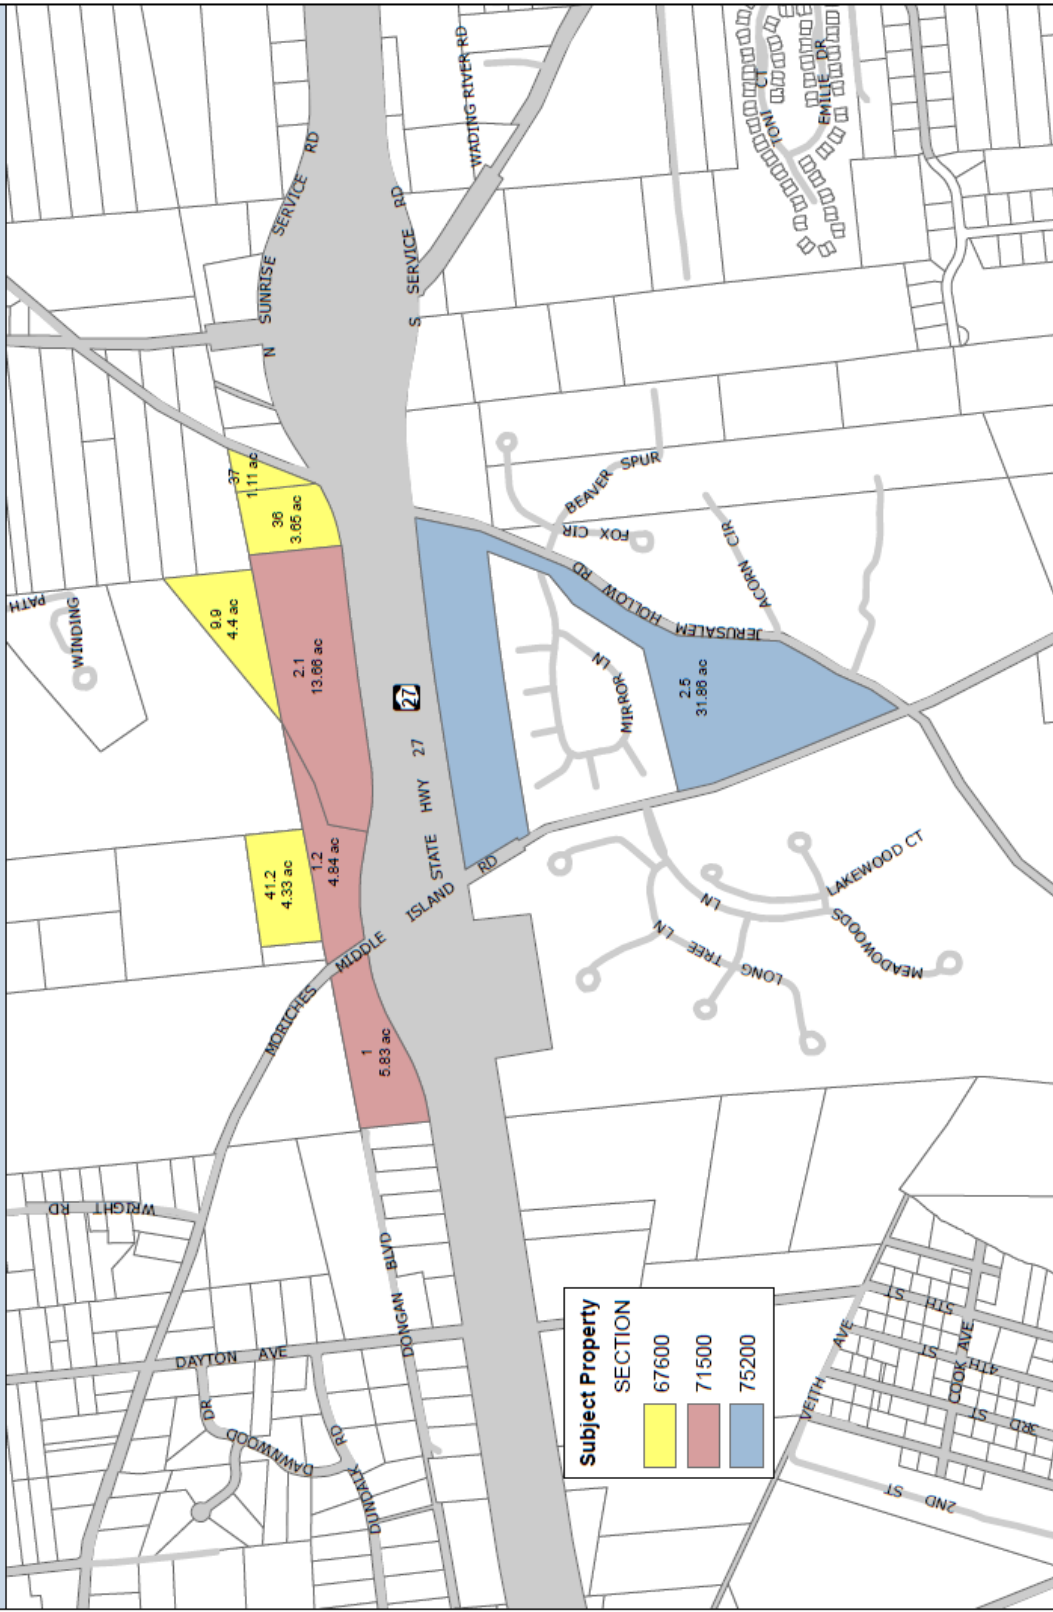 WINDING
PATH
N SUNRISE SERVICE RD
S SERVICE RD
WADING RIVER RD
TONI CT
EMILIE DR
37
1.11 ac
36
3.65 ac
9.9
4.4 ac
2.1
13.66 ac
41.2
4.33 ac
1.2
4.84 ac
1
5.83 ac
27
STATE HWY 27
MORICHES MIDDLE ISLAND RD
WRIGHT RD
DAYTON AVE
DONGAN BLVD
DAWNWOOD DR
DUNDALK RD
BEAVER SPUR
FOX CIR
ACORN CIR
JERUSALEM HOLLOW RD
MIRROR LN
2.5
31.86 ac
LONG TREE LN
MEADOWOODS LN
LAKEWOOD CT
VEITH AVE
COOK AVE
5TH ST
4TH ST
3RD ST
2ND ST
Subject Property
SECTION
67600
71500
75200